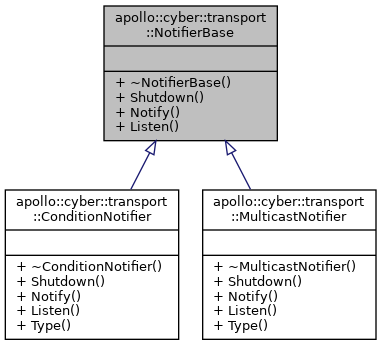 apollo::cyber::transport
::NotifierBase
+ ~NotifierBase()
+ Shutdown()
+ Notify()
+ Listen()
apollo::cyber::transport
::ConditionNotifier
+ ~ConditionNotifier()
+ Shutdown()
+ Notify()
+ Listen()
+ Type()
apollo::cyber::transport
::MulticastNotifier
+ ~MulticastNotifier()
+ Shutdown()
+ Notify()
+ Listen()
+ Type()